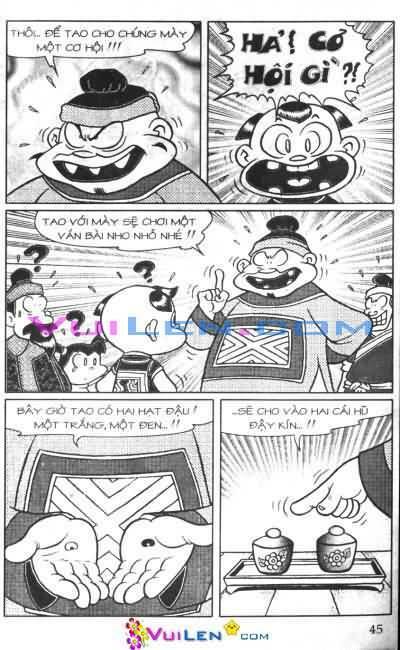 THÔI.. ĐỂ TAO CHO CHÚNG MÀY
MỘT CƠ HỘI !!!
HẢ! CƠ
HỘI GÌ ?!
TAO VỚI MÀY SẼ CHƠI MỘT
VÁN BÀI NHO NHỎ NHÉ !!
?
?
?
VUILEN.COM
BÂY GIỜ TAO CÓ HAI HẠT ĐẬU !
MỘT TRẮNG, MỘT ĐEN... !!
...SẼ CHO VÀO HAI CÁI HŨ
ĐẬY KÍN... !!
45
VUILEN.COM